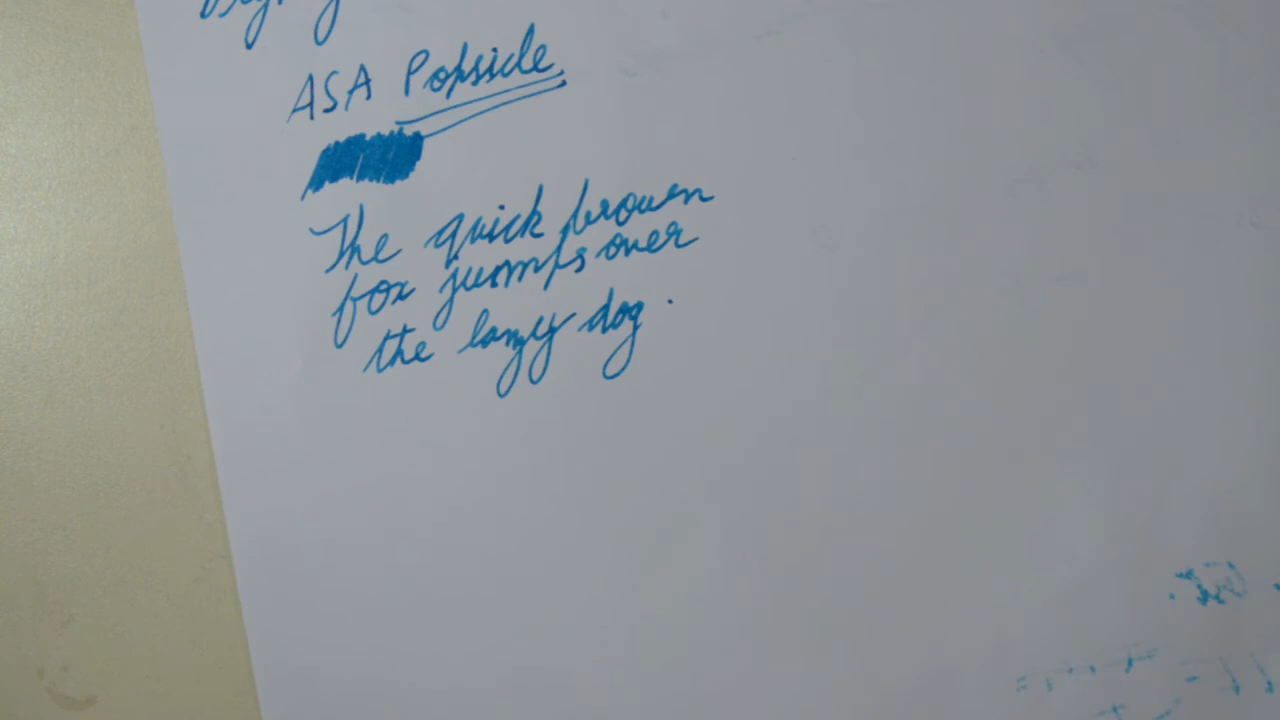 ASA Popsicle
The quick brown
fox jumps over
the lazy dog.